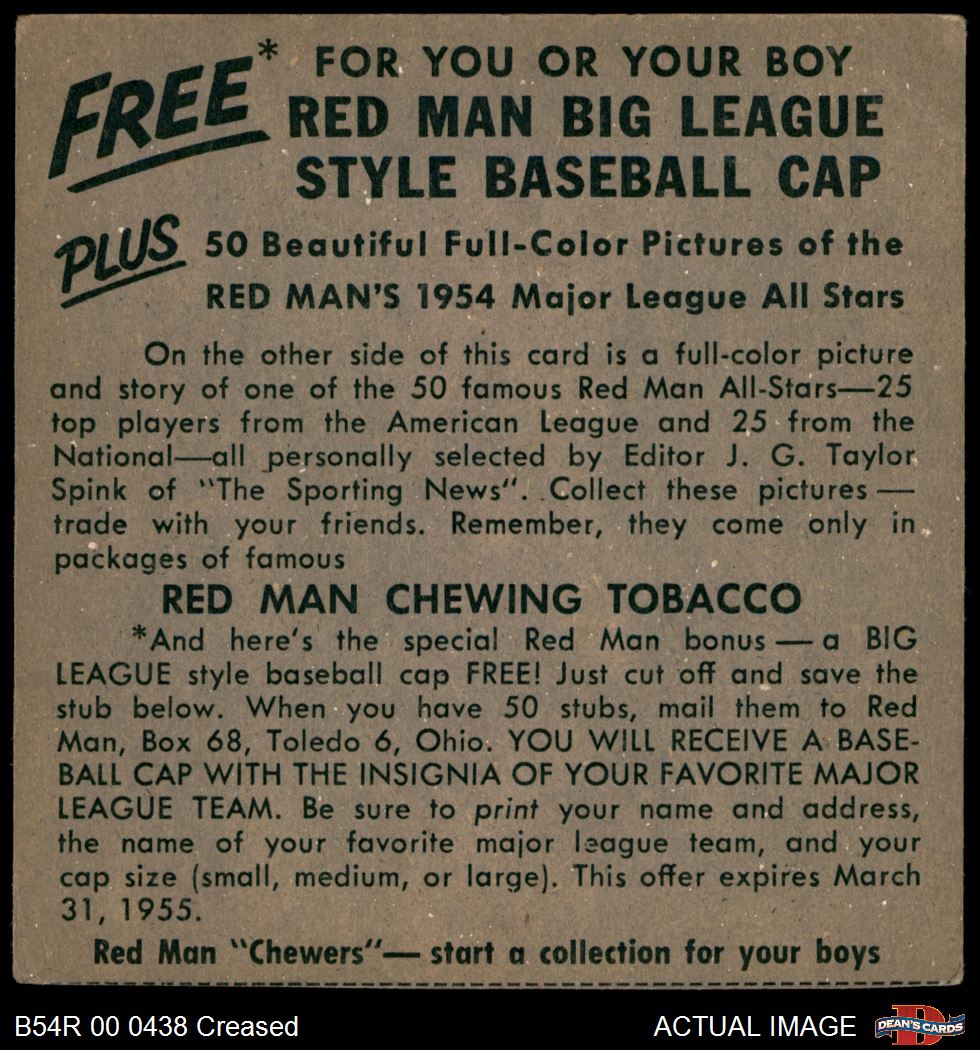 FREE* FOR YOU OR YOUR BOY
RED MAN BIG LEAGUE
STYLE BASEBALL CAP
PLUS 50 Beautiful Full-Color Pictures of the
RED MAN'S 1954 Major League All Stars
On the other side of this card is a full-color picture
and story of one of the 50 famous Red Man All-Stars—25
top players from the American League and 25 from the
National—all personally selected by Editor J. G. Taylor
Spink of "The Sporting News". Collect these pictures —
trade with your friends. Remember, they come only in
packages of famous
RED MAN CHEWING TOBACCO
*And here's the special Red Man bonus — a BIG
LEAGUE style baseball cap FREE! Just cut off and save the
stub below. When you have 50 stubs, mail them to Red
Man, Box 68, Toledo 6, Ohio. YOU WILL RECEIVE A BASE-
BALL CAP WITH THE INSIGNIA OF YOUR FAVORITE MAJOR
LEAGUE TEAM. Be sure to print your name and address,
the name of your favorite major league team, and your
cap size (small, medium, or large). This offer expires March
31, 1955.
Red Man "Chewers"— start a collection for your boys
B54R 00 0438 Creased
ACTUAL IMAGE
D
DEAN'S CARDS